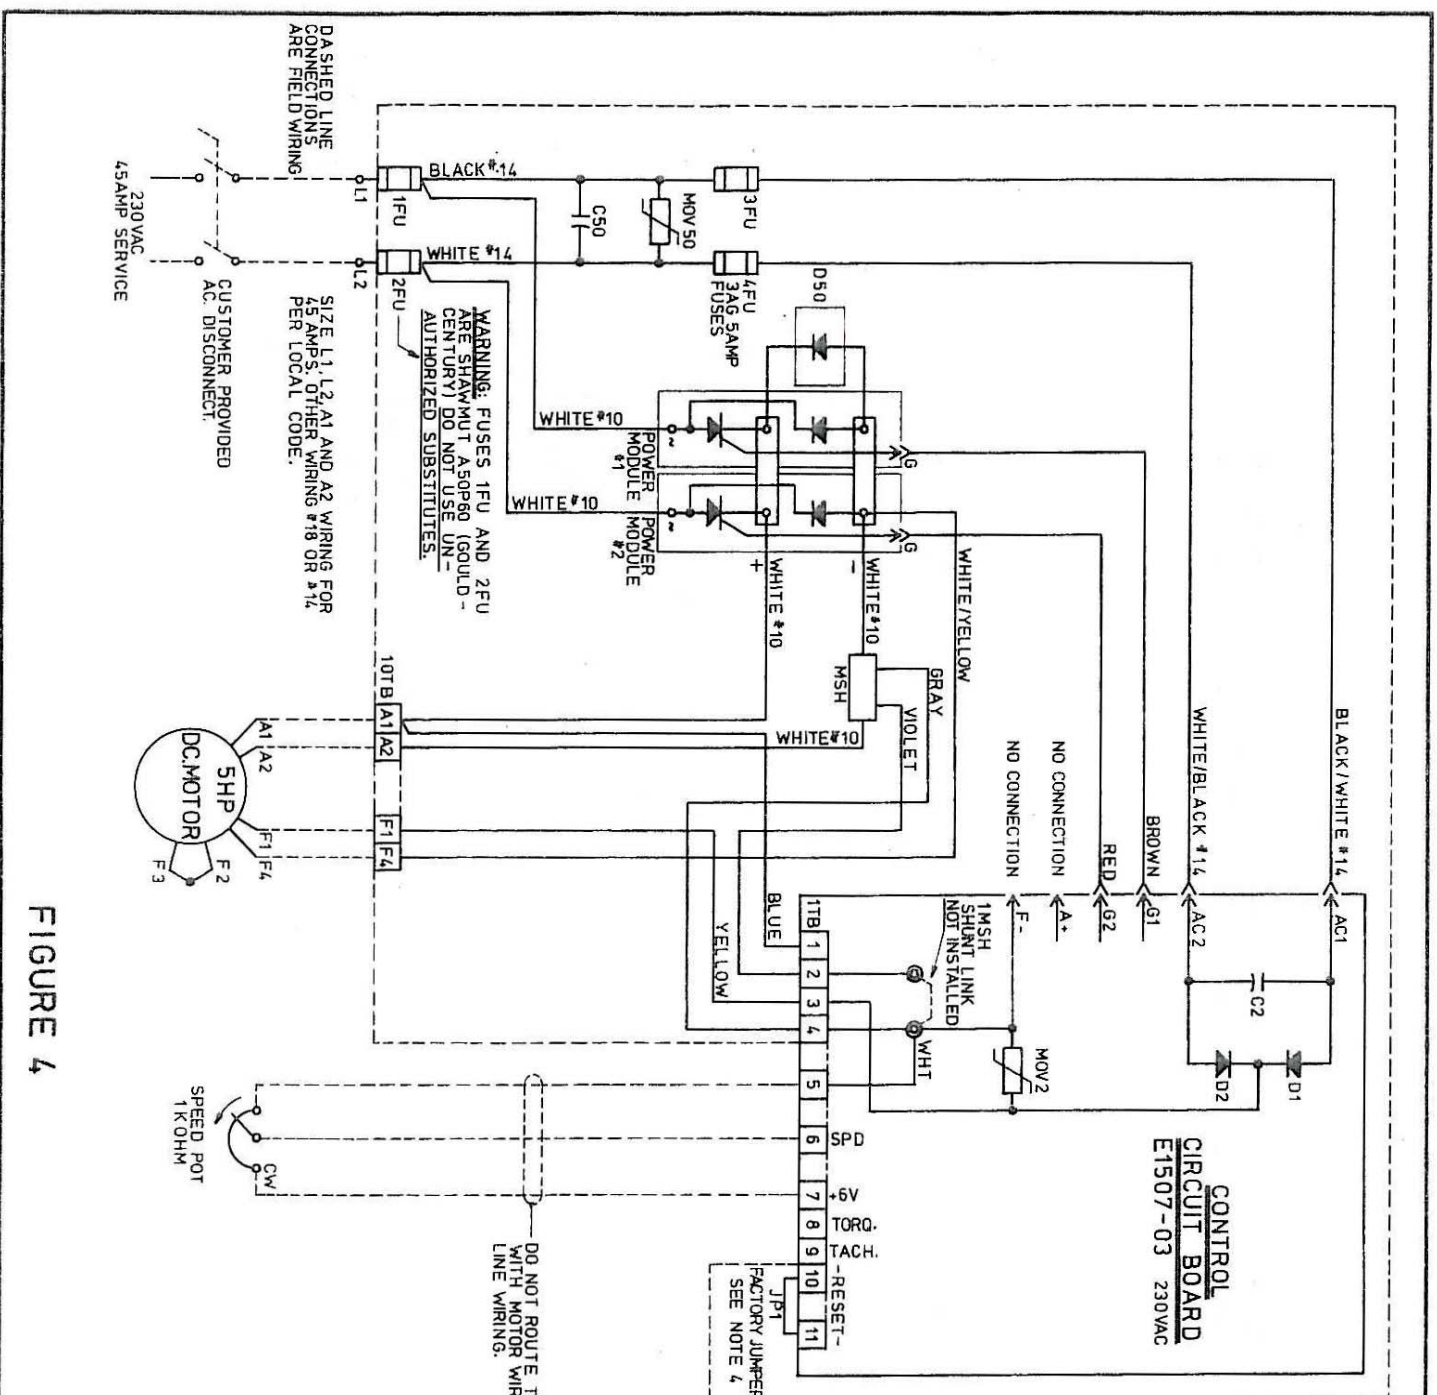 DASHED LINE
CONNECTIONS
ARE FIELD WIRING
230VAC
45AMP SERVICE
CUSTOMER PROVIDED
AC. DISCONNECT.
L1
L2
1FU
2FU
BLACK #14
WHITE #14
C50
MOV50
3FU
4FU
3AG 5AMP
FUSES
D50
SIZE L1, L2, A1 AND A2 WIRING FOR
45 AMPS. OTHER WIRING #18 OR #14
PER LOCAL CODE.
WARNING: FUSES 1FU AND 2FU
ARE SHAWMUT A50P60 (GOULD-
CENTURY) DO NOT USE UN-
AUTHORIZED SUBSTITUTES.
WHITE #10
WHITE #10
~
~
POWER
MODULE
#1
POWER
MODULE
#2
G
G
+
-
WHITE #10
WHITE #10
WHITE/YELLOW
MSH
GRAY
VIOLET
WHITE #10
10TB
A1
A2
F1
F4
A1
A2
F1
F4
5HP
DC.MOTOR
F2
F3
BLACK/WHITE #14
WHITE/BLACK #14
BROWN
RED
NO CONNECTION
NO CONNECTION
AC1
AC2
G1
G2
A+
F-
BLUE
YELLOW
1TB
1
2
3
4
5
6
7
8
9
10
11
1MSH
SHUNT LINK
NOT INSTALLED
WHT
MOV2
C2
D1
D2
SPD
+6V
TORQ.
TACH.
-RESET-
JP1
FACTORY JUMPER
SEE NOTE 4
CONTROL
CIRCUIT BOARD
E1507-03 230VAC
SPEED POT
1KOHM
CW
DO NOT ROUTE
WITH MOTOR
LINE WIRING.
FIGURE 4